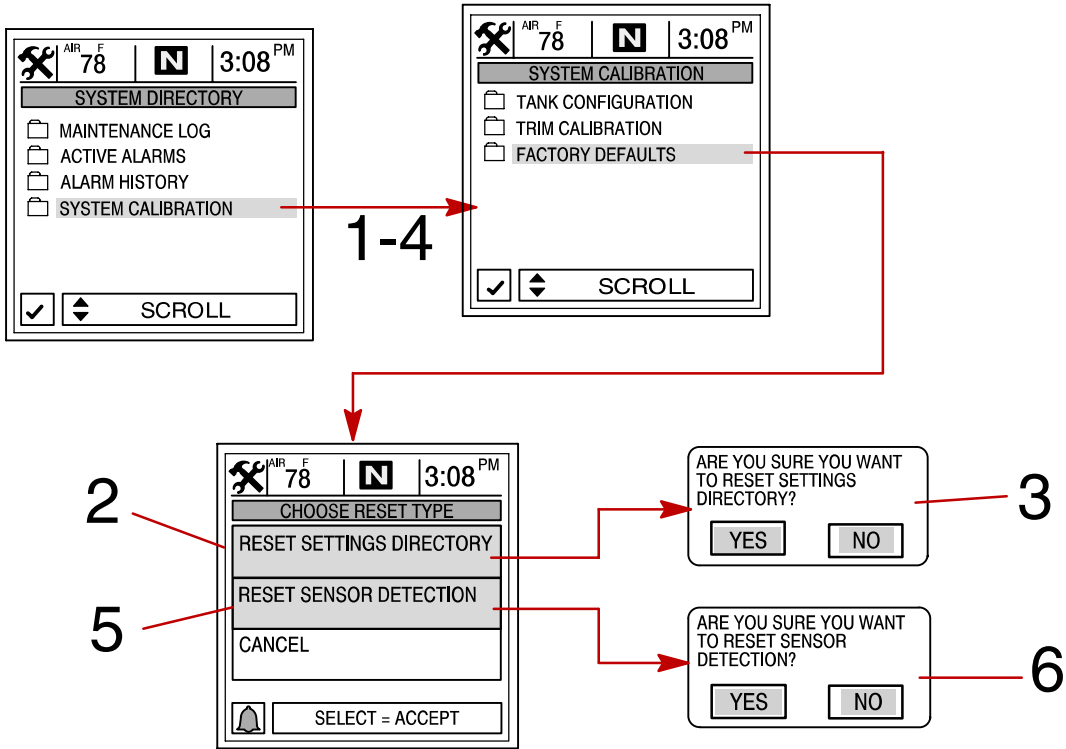 AIR F 78 N 3:08 PM
SYSTEM DIRECTORY
MAINTENANCE LOG
ACTIVE ALARMS
ALARM HISTORY
SYSTEM CALIBRATION
SCROLL
1-4
AIR F 78 N 3:08 PM
SYSTEM CALIBRATION
TANK CONFIGURATION
TRIM CALIBRATION
FACTORY DEFAULTS
SCROLL
2
5
AIR F 78 N 3:08 PM
CHOOSE RESET TYPE
RESET SETTINGS DIRECTORY
RESET SENSOR DETECTION
CANCEL
SELECT = ACCEPT
ARE YOU SURE YOU WANT
TO RESET SETTINGS
DIRECTORY?
YES NO
3
ARE YOU SURE YOU WANT
TO RESET SENSOR
DETECTION?
YES NO
6